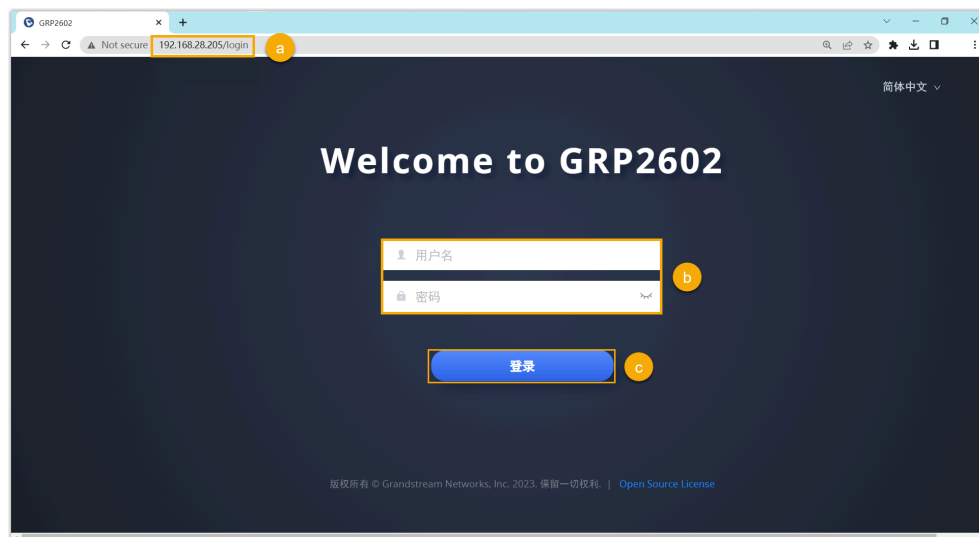 GRP2602
Not secure 192.168.28.205/login
a
简体中文
Welcome to GRP2602
用户名
b
密码
登录
c
版权所有 © Grandstream Networks, Inc. 2023. 保留一切权利. | Open Source License